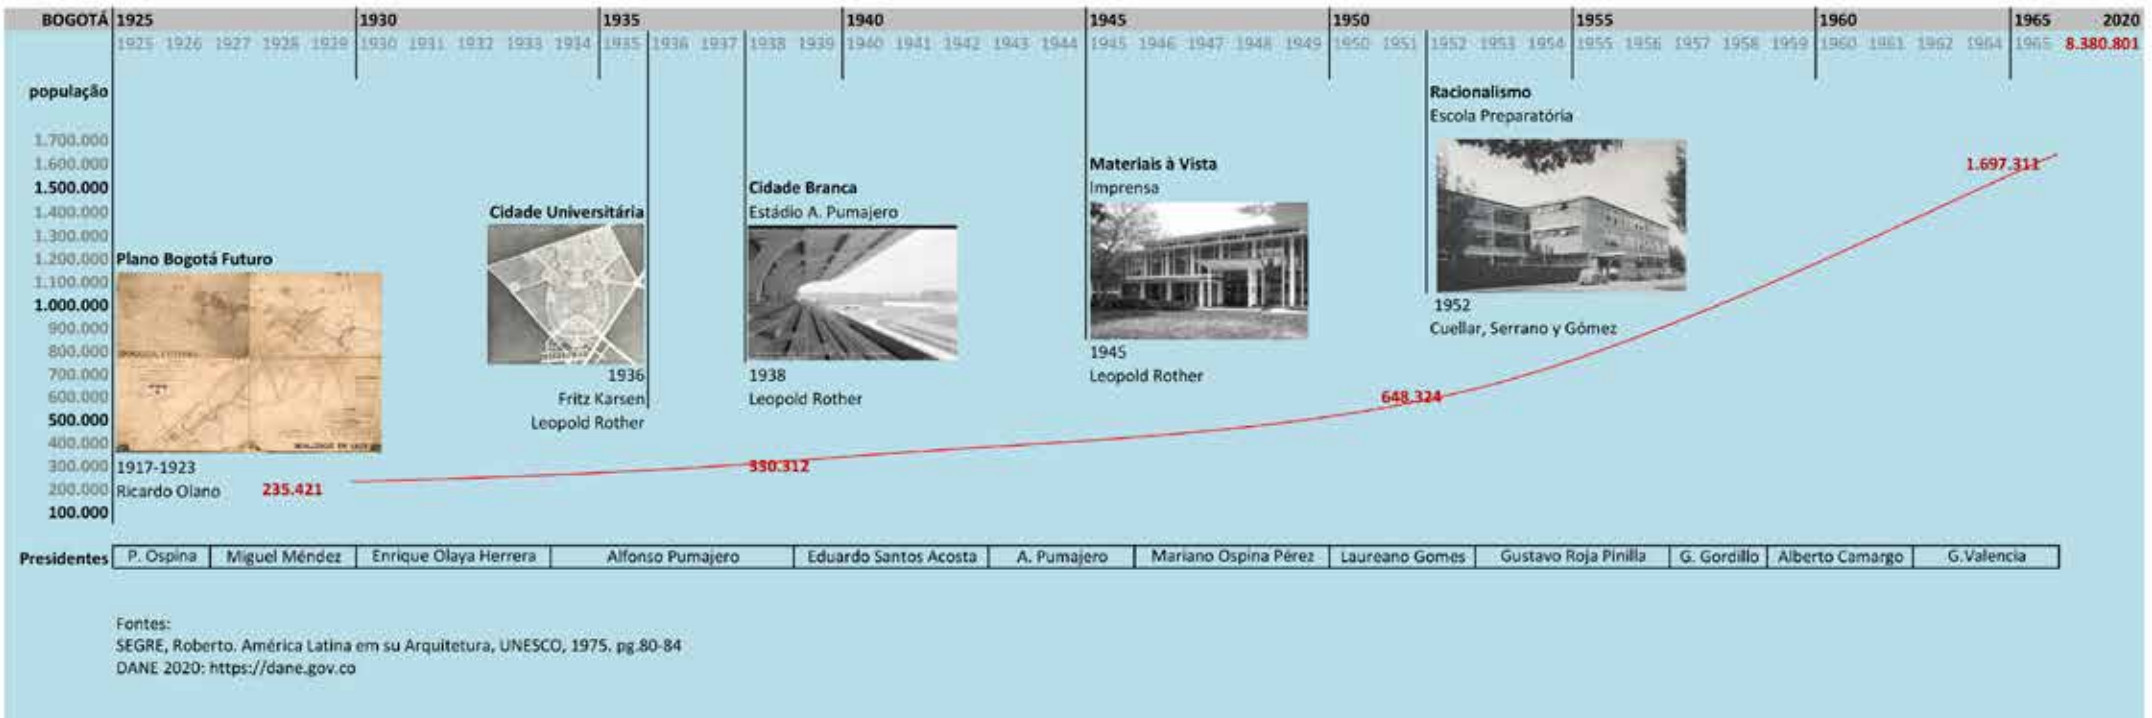 BOGOTÁ 1925 1930 1935 1940 1945 1950 1955 1960 1965 2020
1925 1926 1927 1928 1929 1930 1931 1932 1933 1934 1935 1936 1937 1938 1939 1940 1941 1942 1943 1944 1945 1946 1947 1948 1949 1950 1951 1952 1953 1954 1955 1956 1957 1958 1959 1960 1961 1962 1964 1965 8.380.801
população
1.700.000
1.600.000
1.500.000
1.400.000
1.300.000
1.200.000
1.100.000
1.000.000
900.000
800.000
700.000
600.000
500.000
400.000
300.000
200.000
100.000
Plano Bogotá Futuro
BOGOTA FUTURO
1917-1923
Ricardo Olano
235.421
Cidade Universitária
1936
Fritz Karsen
Leopold Rother
Cidade Branca
Estádio A. Pumajero
1938
Leopold Rother
330.312
Materiais à Vista
Imprensa
1945
Leopold Rother
Racionalismo
Escola Preparatória
1952
Cuellar, Serrano y Gómez
648.324
1.697.311
Presidentes P. Ospina Miguel Méndez Enrique Olaya Herrera Alfonso Pumajero Eduardo Santos Acosta A. Pumajero Mariano Ospina Pérez Laureano Gomes Gustavo Roja Pinilla G. Gordillo Alberto Camargo G.Valencia
Fontes:
SEGRE, Roberto. América Latina em su Arquitetura, UNESCO, 1975. pg.80-84
DANE 2020: https://dane.gov.co